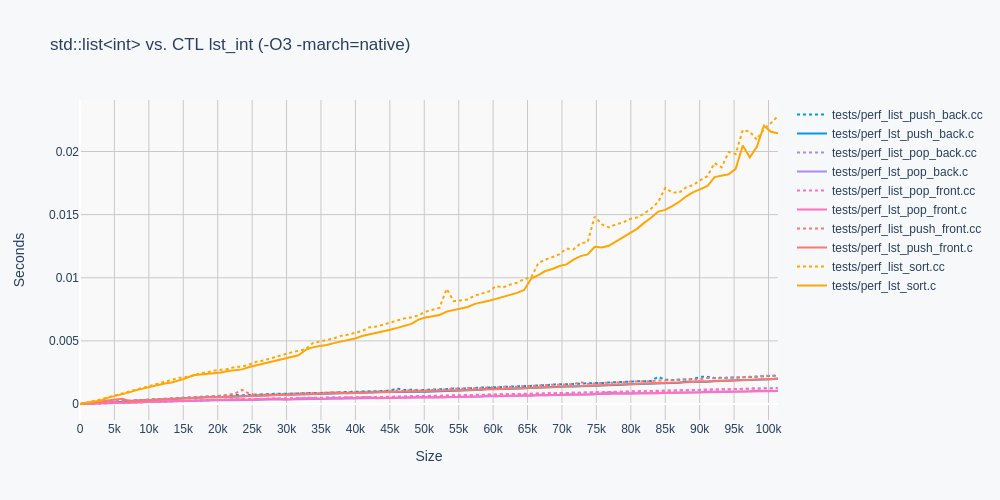 std::list<int> vs. CTL lst_int (-O3 -march=native)
Seconds
0.02
0.015
0.01
0.005
0
0 5k 10k 15k 20k 25k 30k 35k 40k 45k 50k 55k 60k 65k 70k 75k 80k 85k 90k 95k 100k
Size
tests/perf_list_push_back.cc
tests/perf_lst_push_back.c
tests/perf_list_pop_back.cc
tests/perf_lst_pop_back.c
tests/perf_list_pop_front.cc
tests/perf_lst_pop_front.c
tests/perf_list_push_front.cc
tests/perf_lst_push_front.c
tests/perf_list_sort.cc
tests/perf_lst_sort.c